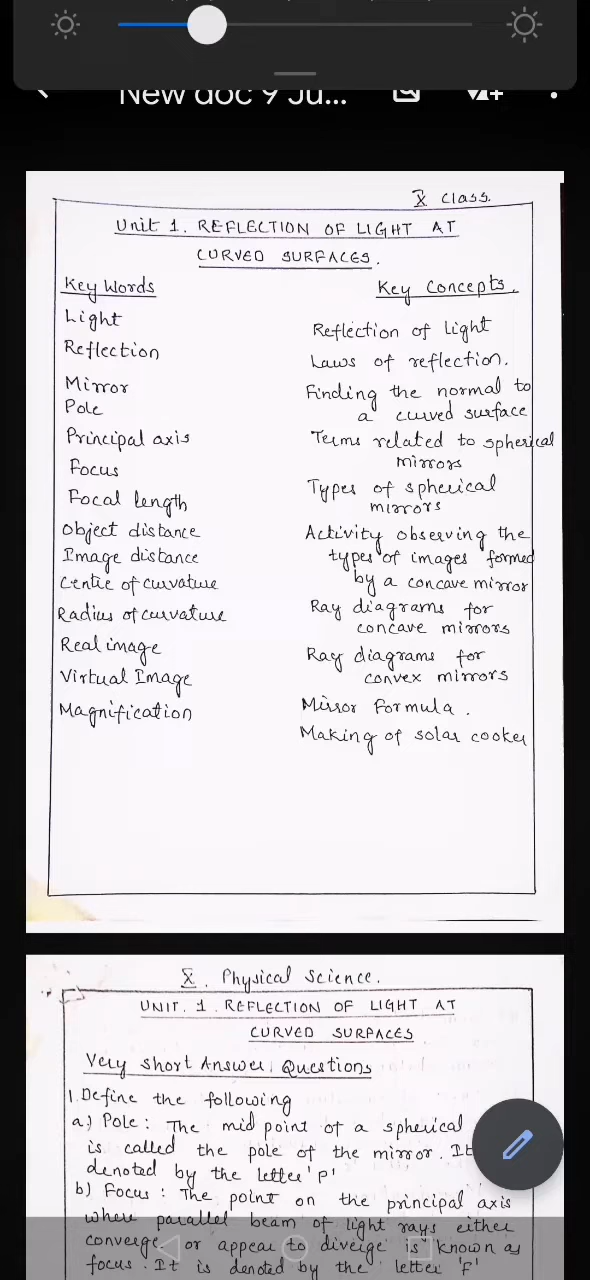 New doc 9 Ju...
X Class.
Unit 1. REFLECTION OF LIGHT AT
CURVED SURFACES.
Key Words
Key Concepts.
Light
Reflection
Mirror
Pole
Principal axis
Focus
Focal length
Object distance
Image distance
Centre of curvature
Radius of curvature
Real image
Virtual Image
Magnification
Reflection of light
Laws of reflection.
Finding the normal to
a curved surface
Terms related to spherical
mirrors
Types of spherical
mirrors
Activity observing the
types of images formed
by a concave mirror
Ray diagrams for
concave mirrors
Ray diagrams for
convex mirrors
Mirror formula.
Making of solar cooker
X. Physical Science.
UNIT. 1. REFLECTION OF LIGHT AT
CURVED SURFACES
Very short Answer Questions
1. Define the following
a) Pole : The mid point of a spherical
is called the pole of the mirror. It
denoted by the letter 'P'
b) Focus : The point on the principal axis
where parallel beam of light rays either
converge or appear to diverge is known as
focus. It is denoted by the letter 'F'